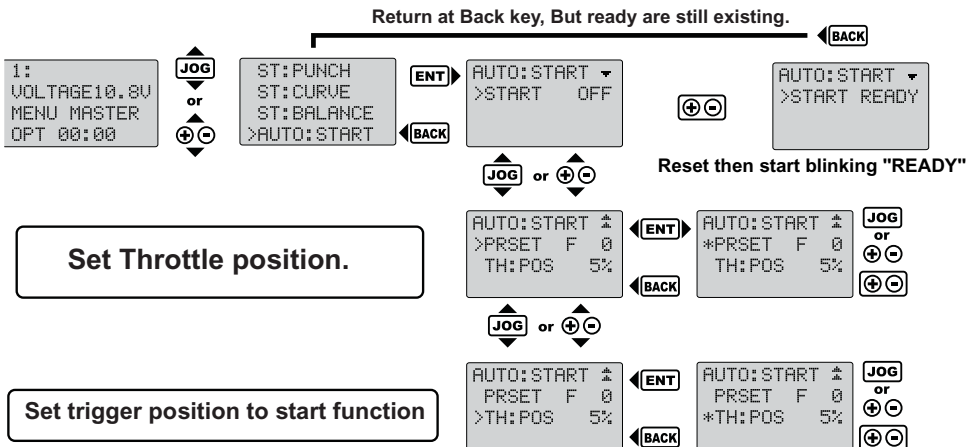 Return at Back key, But ready are still existing.
BACK
1:
VOLTAGE10.8V
MENU MASTER
OPT 00:00
JOG
or
ST:PUNCH
ST:CURVE
ST:BALANCE
>AUTO:START
ENT
BACK
AUTO:START
>START OFF
AUTO:START
>START READY
Reset then start blinking "READY"
JOG or
Set Throttle position.
AUTO:START
>PRSET F 0
TH:POS 5%
ENT
BACK
AUTO:START
*PRSET F 0
TH:POS 5%
JOG
or
JOG or
Set trigger position to start function
AUTO:START
PRSET F 0
>TH:POS 5%
ENT
BACK
AUTO:START
PRSET F 0
*TH:POS 5%
JOG
or